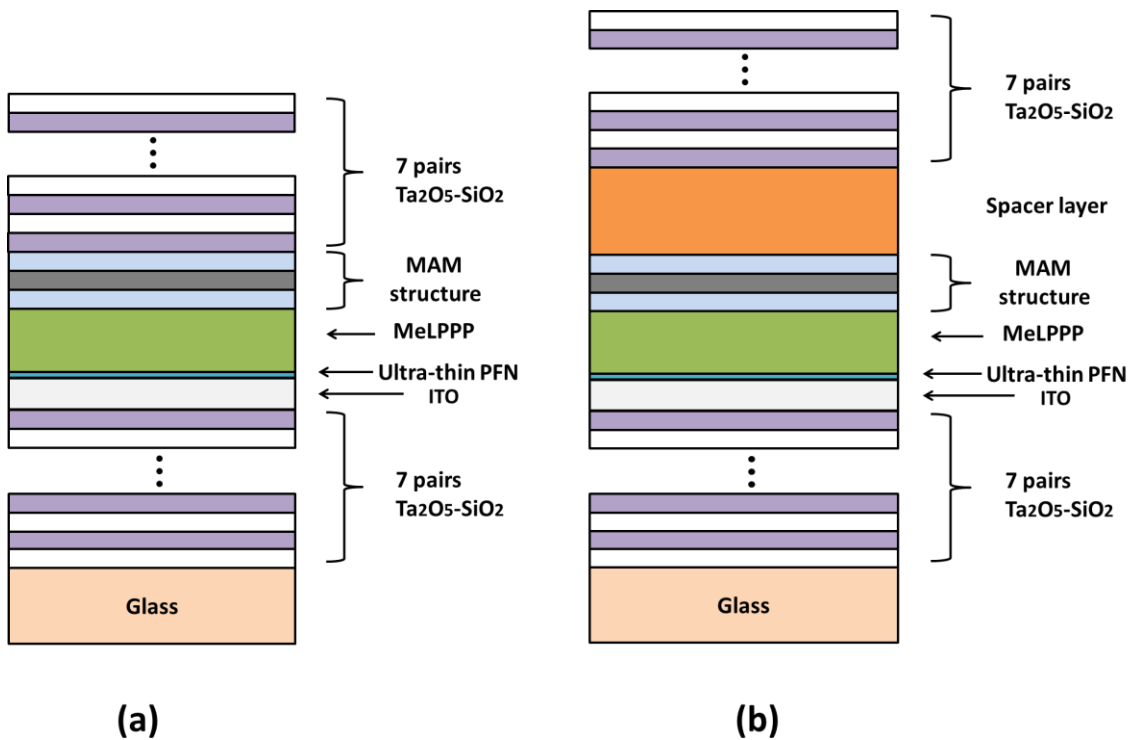 7 pairs
Ta2O5-SiO2
MAM
structure
MeLPPP
Ultra-thin PFN
ITO
7 pairs
Ta2O5-SiO2
Glass
(a)
7 pairs
Ta2O5-SiO2
Spacer layer
MAM
structure
MeLPPP
Ultra-thin PFN
ITO
7 pairs
Ta2O5-SiO2
(b)